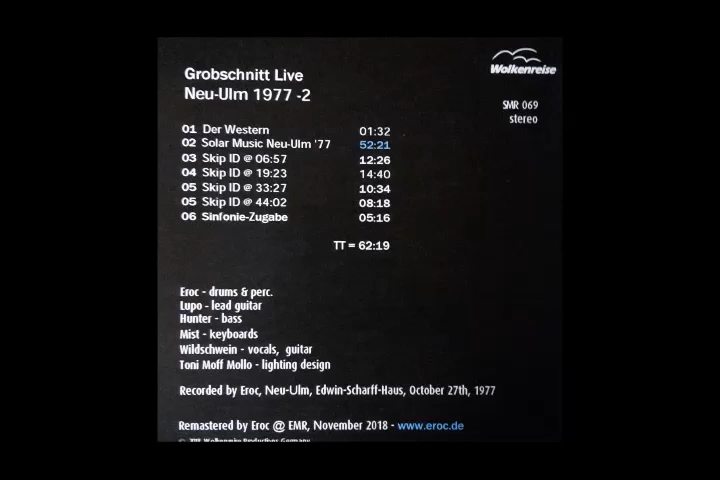 Wolkenreise
Grobschnitt Live
Neu-Ulm 1977 -2
SMR 069
stereo
01 Der Western 01:32
02 Solar Music Neu-Ulm '77 52:21
03 Skip ID @ 06:57 12:26
04 Skip ID @ 19:23 14:40
05 Skip ID @ 33:27 10:34
05 Skip ID @ 44:02 08:18
06 Sinfonie-Zugabe 05:16
TT = 62:19
Eroc - drums & perc.
Lupo - lead guitar
Hunter - bass
Mist - keyboards
Wildschwein - vocals, guitar
Toni Moff Mollo - lighting design
Recorded by Eroc, Neu-Ulm, Edwin-Scharff-Haus, October 27th, 1977
Remastered by Eroc @ EMR, November 2018 - www.eroc.de